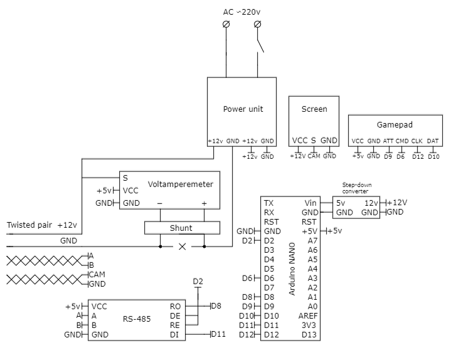 AC ~220v
Power unit
+12v GND +12v GND
+12v GND
Screen
VCC S GND
+12V CAM GND
Gamepad
VCC GND ATT CMD CLK DAT
+5v GND D9 D6 D12 D10
S
Voltamperemeter
+5v VCC
GND GND
− +
Shunt
Twisted pair +12v
GND
A
B
CAM
GND
D2
+5v VCC RO D8
A A DE
B B RE
GND GND DI D11
RS-485
Step-down
converter
5v 12v +12V
GND GND GND
Arduino NANO
TX Vin
RX GND
RST RST
GND GND +5V +5v
D2 D2 A7
D3 A6
D4 A5
D5 A4
D6 D6 A3
D7 A2
D8 D8 A1
D9 D9 A0
D10 D10 AREF
D11 D11 3V3
D12 D12 D13